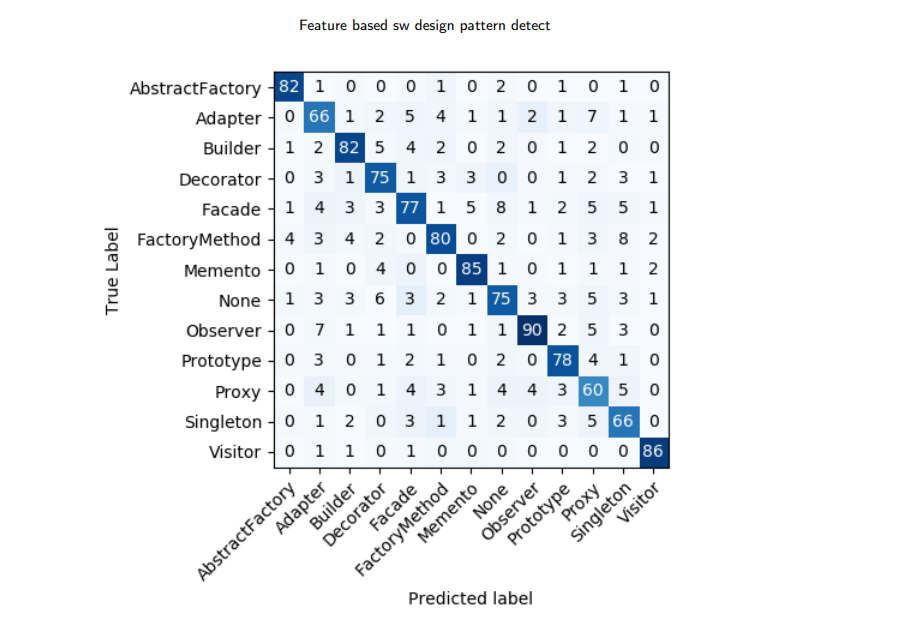 Feature based sw design pattern detect
AbstractFactory 82 1 0 0 0 1 0 2 0 1 0 1 0
Adapter 0 66 1 2 5 4 1 1 2 1 7 1 1
Builder 1 2 82 5 4 2 0 2 0 1 2 0 0
Decorator 0 3 1 75 1 3 3 0 0 1 2 3 1
Facade 1 4 3 3 77 1 5 8 1 2 5 5 1
FactoryMethod 4 3 4 2 0 80 0 2 0 1 3 8 2
Memento 0 1 0 4 0 0 85 1 0 1 1 1 2
None 1 3 3 6 3 2 1 75 3 3 5 3 1
Observer 0 7 1 1 1 0 1 1 90 2 5 3 0
Prototype 0 3 0 1 2 1 0 2 0 78 4 1 0
Proxy 0 4 0 1 4 3 1 4 4 3 60 5 0
Singleton 0 1 2 0 3 1 1 2 0 3 5 66 0
Visitor 0 1 1 0 1 0 0 0 0 0 0 0 86
True Label
AbstractFactory Adapter Builder Decorator Facade FactoryMethod Memento None Observer Prototype Proxy Singleton Visitor
Predicted label